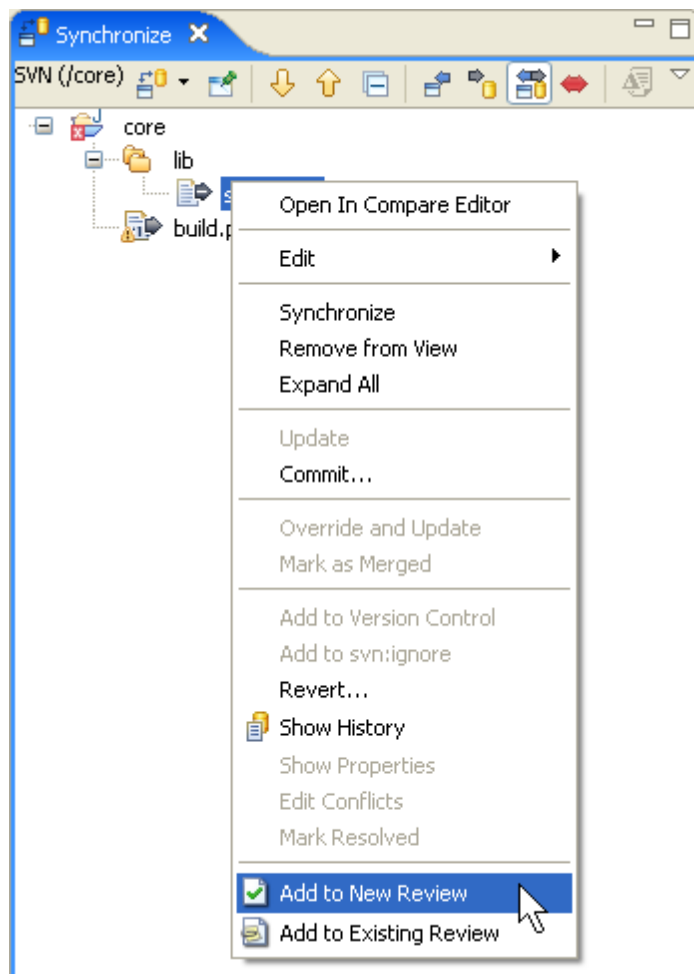 Synchronize
SVN (/core)
core
lib
build.p
Open In Compare Editor
Edit
Synchronize
Remove from View
Expand All
Update
Commit...
Override and Update
Mark as Merged
Add to Version Control
Add to svn:ignore
Revert...
Show History
Show Properties
Edit Conflicts
Mark Resolved
Add to New Review
Add to Existing Review